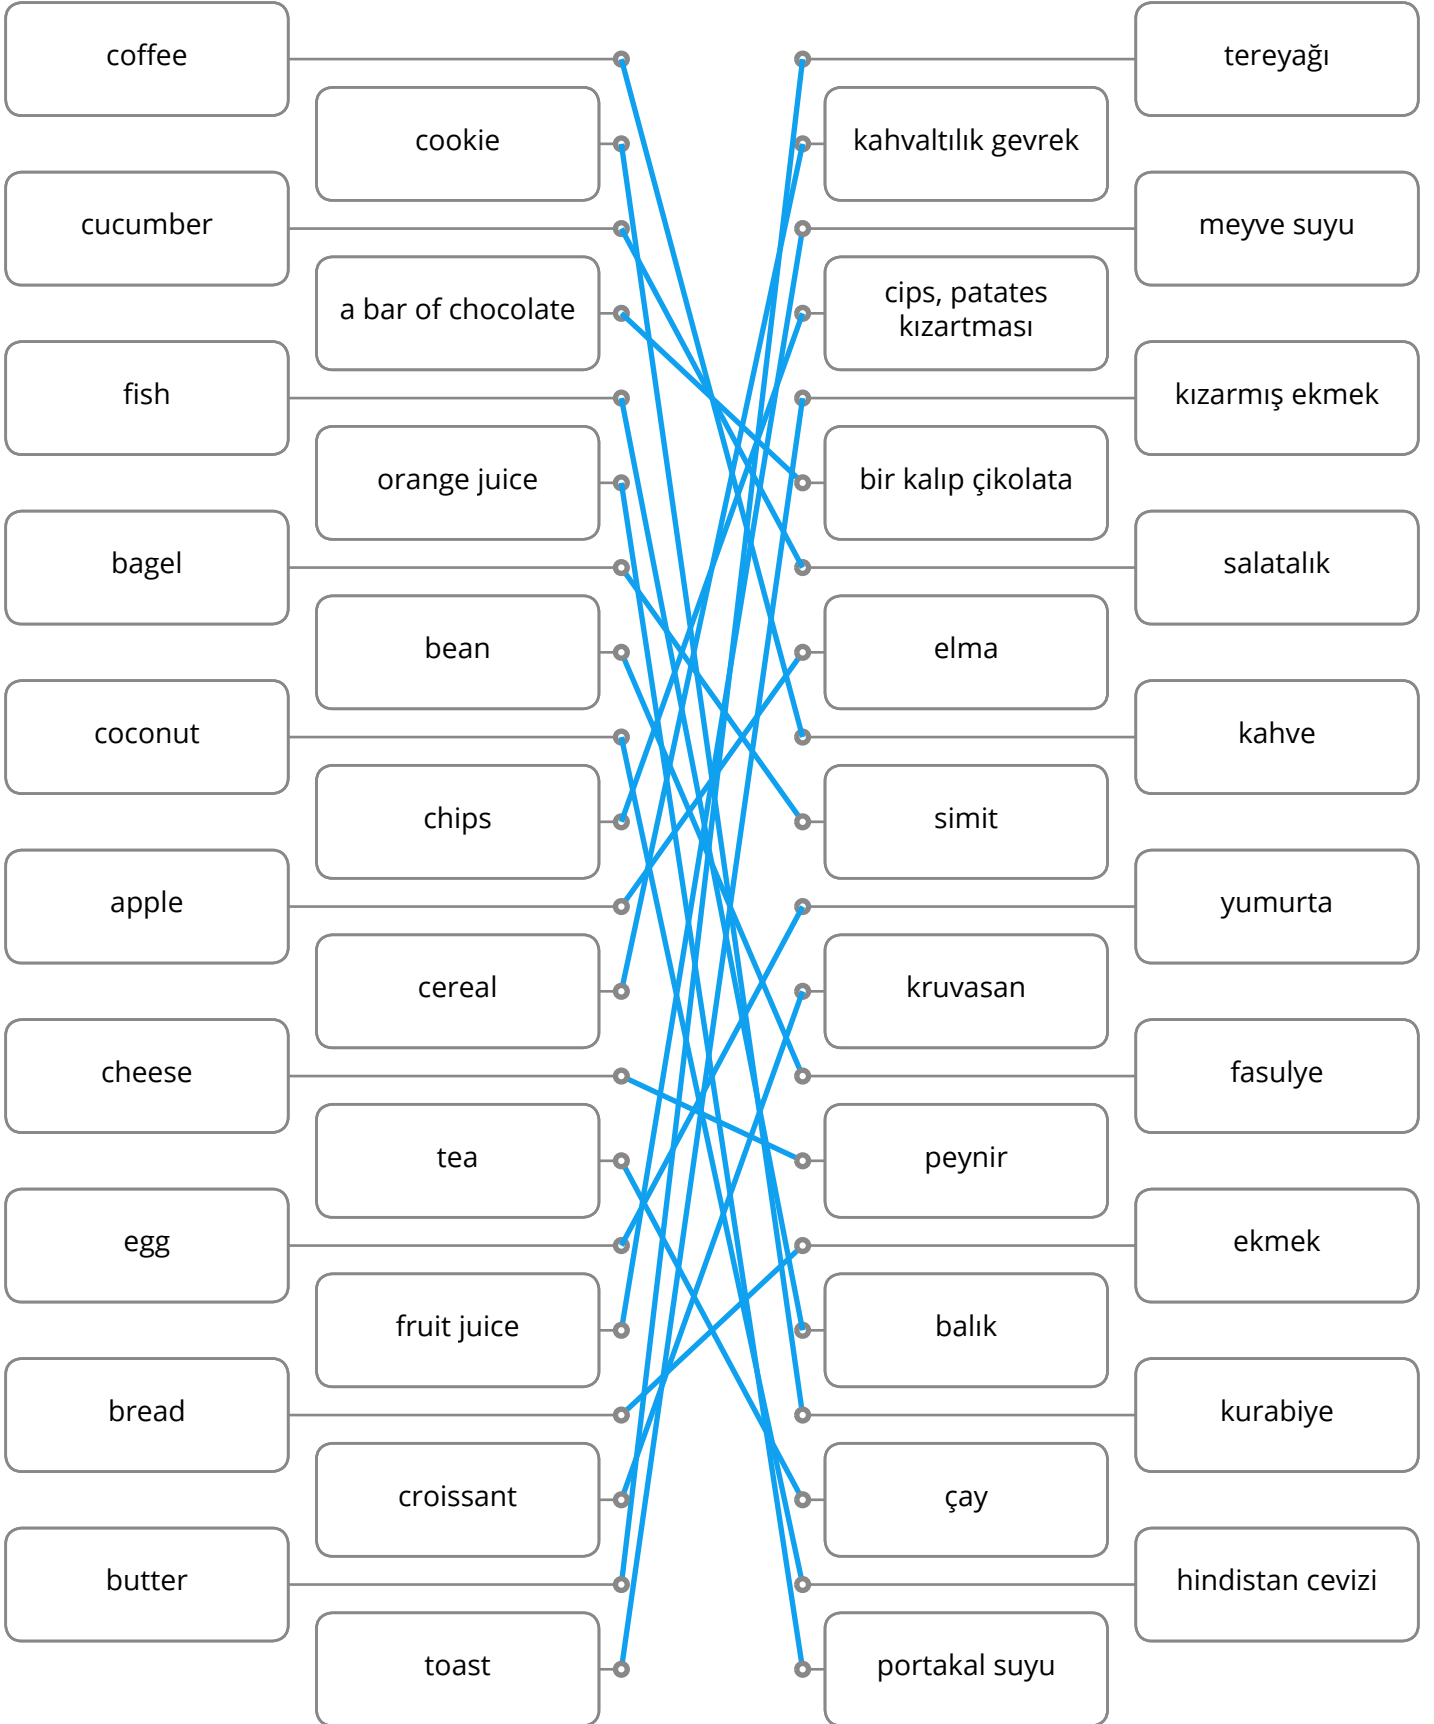 coffee
tereyağı
cookie
kahvaltılık gevrek
cucumber
meyve suyu
a bar of chocolate
cips, patates
kızartması
fish
kızarmış ekmek
orange juice
bir kalıp çikolata
bagel
salatalık
bean
elma
coconut
kahve
chips
simit
apple
yumurta
cereal
kruvasan
cheese
fasulye
tea
peynir
egg
ekmek
fruit juice
balık
bread
kurabiye
croissant
çay
butter
hindistan cevizi
toast
portakal suyu